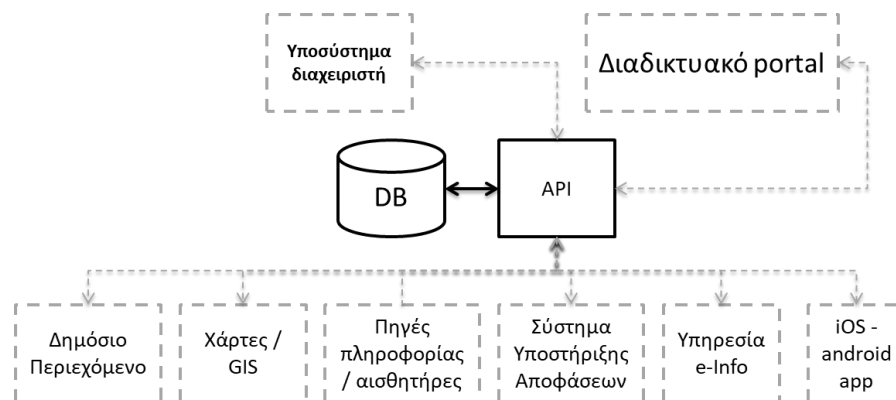 Υποσύστημα
διαχειριστή
Διαδικτυακό portal
DB
API
Δημόσιο
Περιεχόμενο
Χάρτες /
GIS
Πηγές
πληροφορίας
/ αισθητήρες
Σύστημα
Υποστήριξης
Αποφάσεων
Υπηρεσία
e-Info
iOS -
android
app